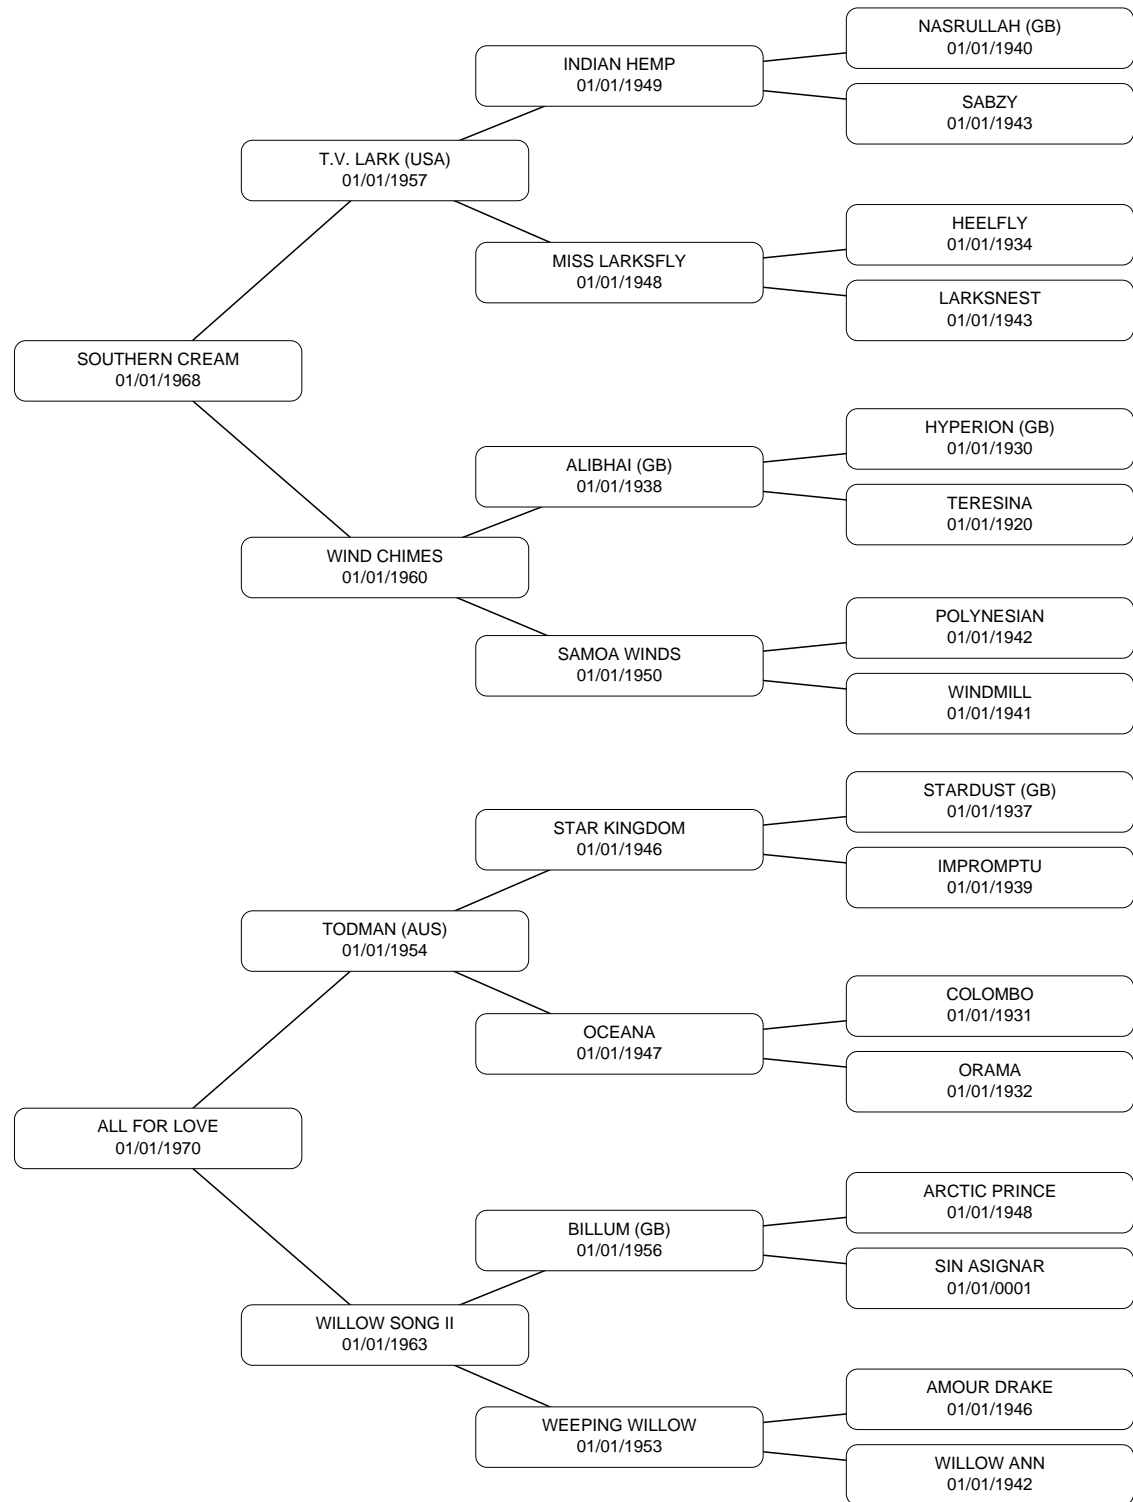 NASRULLAH (GB)
01/01/1940
INDIAN HEMP
01/01/1949
SABZY
01/01/1943
T.V. LARK (USA)
01/01/1957
HEELFLY
01/01/1934
MISS LARKSFLY
01/01/1948
LARKSNEST
01/01/1943
SOUTHERN CREAM
01/01/1968
HYPERION (GB)
01/01/1930
ALIBHAI (GB)
01/01/1938
TERESINA
01/01/1920
WIND CHIMES
01/01/1960
POLYNESIAN
01/01/1942
SAMOA WINDS
01/01/1950
WINDMILL
01/01/1941
STARDUST (GB)
01/01/1937
STAR KINGDOM
01/01/1946
IMPROMPTU
01/01/1939
TODMAN (AUS)
01/01/1954
COLOMBO
01/01/1931
OCEANA
01/01/1947
ORAMA
01/01/1932
ALL FOR LOVE
01/01/1970
ARCTIC PRINCE
01/01/1948
BILLUM (GB)
01/01/1956
SIN ASIGNAR
01/01/0001
WILLOW SONG II
01/01/1963
AMOUR DRAKE
01/01/1946
WEEPING WILLOW
01/01/1953
WILLOW ANN
01/01/1942